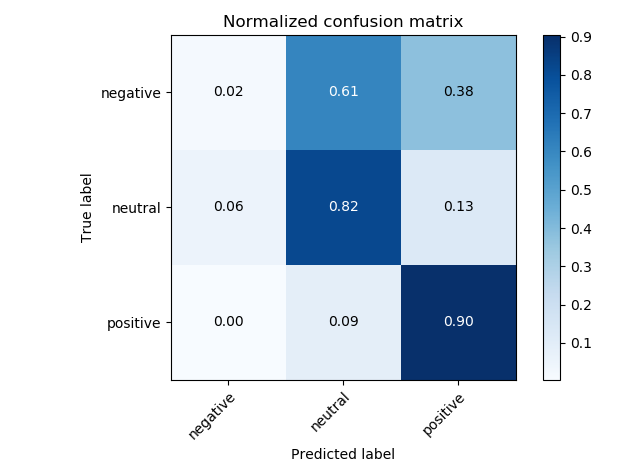 Normalized confusion matrix
True label
negative 0.02 0.61 0.38
neutral 0.06 0.82 0.13
positive 0.00 0.09 0.90
negative neutral positive
Predicted label
0.9
0.8
0.7
0.6
0.5
0.4
0.3
0.2
0.1